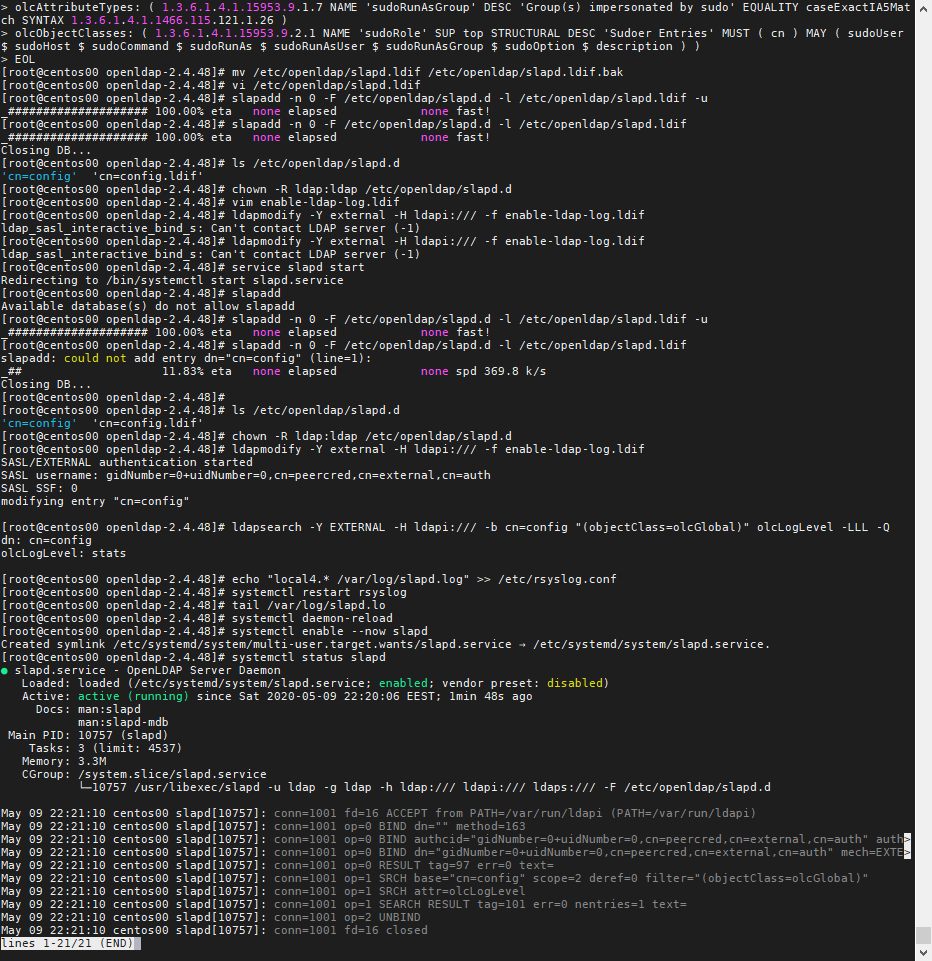 > olcAttributeTypes: ( 1.3.6.1.4.1.15953.9.1.7 NAME 'sudoRunAsGroup' DESC 'Group(s) impersonated by sudo' EQUALITY caseExactIA5Mat
ch SYNTAX 1.3.6.1.4.1.1466.115.121.1.26 )
> olcObjectClasses: ( 1.3.6.1.4.1.15953.9.2.1 NAME 'sudoRole' SUP top STRUCTURAL DESC 'Sudoer Entries' MUST ( cn ) MAY ( sudoUser
$ sudoHost $ sudoCommand $ sudoRunAs $ sudoRunAsUser $ sudoRunAsGroup $ sudoOption $ description ) )
> EOL
[root@centos00 openldap-2.4.48]# mv /etc/openldap/slapd.ldif /etc/openldap/slapd.ldif.bak
[root@centos00 openldap-2.4.48]# vi /etc/openldap/slapd.ldif
[root@centos00 openldap-2.4.48]# slapadd -n 0 -F /etc/openldap/slapd.d -l /etc/openldap/slapd.ldif -u
_#################### 100.00% eta   none elapsed             none fast!
[root@centos00 openldap-2.4.48]# slapadd -n 0 -F /etc/openldap/slapd.d -l /etc/openldap/slapd.ldif
_#################### 100.00% eta   none elapsed             none fast!
Closing DB...
[root@centos00 openldap-2.4.48]# ls /etc/openldap/slapd.d
'cn=config'  'cn=config.ldif'
[root@centos00 openldap-2.4.48]# chown -R ldap:ldap /etc/openldap/slapd.d
[root@centos00 openldap-2.4.48]# vim enable-ldap-log.ldif
[root@centos00 openldap-2.4.48]# ldapmodify -Y external -H ldapi:/// -f enable-ldap-log.ldif
ldap_sasl_interactive_bind_s: Can't contact LDAP server (-1)
[root@centos00 openldap-2.4.48]# ldapmodify -Y external -H ldapi:/// -f enable-ldap-log.ldif
ldap_sasl_interactive_bind_s: Can't contact LDAP server (-1)
[root@centos00 openldap-2.4.48]# service slapd start
Redirecting to /bin/systemctl start slapd.service
[root@centos00 openldap-2.4.48]# slapadd
Available database(s) do not allow slapadd
[root@centos00 openldap-2.4.48]# slapadd -n 0 -F /etc/openldap/slapd.d -l /etc/openldap/slapd.ldif -u
_#################### 100.00% eta   none elapsed             none fast!
[root@centos00 openldap-2.4.48]# slapadd -n 0 -F /etc/openldap/slapd.d -l /etc/openldap/slapd.ldif
slapadd: could not add entry dn="cn=config" (line=1):
_##                    11.83% eta   none elapsed             none spd 369.8 k/s
Closing DB...
[root@centos00 openldap-2.4.48]#
[root@centos00 openldap-2.4.48]# ls /etc/openldap/slapd.d
'cn=config'  'cn=config.ldif'
[root@centos00 openldap-2.4.48]# chown -R ldap:ldap /etc/openldap/slapd.d
[root@centos00 openldap-2.4.48]# ldapmodify -Y external -H ldapi:/// -f enable-ldap-log.ldif
SASL/EXTERNAL authentication started
SASL username: gidNumber=0+uidNumber=0,cn=peercred,cn=external,cn=auth
SASL SSF: 0
modifying entry "cn=config"
[root@centos00 openldap-2.4.48]# ldapsearch -Y EXTERNAL -H ldapi:/// -b cn=config "(objectClass=olcGlobal)" olcLogLevel -LLL -Q
dn: cn=config
olcLogLevel: stats
[root@centos00 openldap-2.4.48]# echo "local4.* /var/log/slapd.log" >> /etc/rsyslog.conf
[root@centos00 openldap-2.4.48]# systemctl restart rsyslog
[root@centos00 openldap-2.4.48]# tail /var/log/slapd.lo
[root@centos00 openldap-2.4.48]# systemctl daemon-reload
[root@centos00 openldap-2.4.48]# systemctl enable --now slapd
Created symlink /etc/systemd/system/multi-user.target.wants/slapd.service → /etc/systemd/system/slapd.service.
[root@centos00 openldap-2.4.48]# systemctl status slapd
● slapd.service - OpenLDAP Server Daemon
   Loaded: loaded (/etc/systemd/system/slapd.service; enabled; vendor preset: disabled)
   Active: active (running) since Sat 2020-05-09 22:20:06 EEST; 1min 48s ago
     Docs: man:slapd
           man:slapd-mdb
 Main PID: 10757 (slapd)
    Tasks: 3 (limit: 4537)
   Memory: 3.3M
   CGroup: /system.slice/slapd.service
           └─10757 /usr/libexec/slapd -u ldap -g ldap -h ldap:/// ldapi:/// ldaps:/// -F /etc/openldap/slapd.d
May 09 22:21:10 centos00 slapd[10757]: conn=1001 fd=16 ACCEPT from PATH=/var/run/ldapi (PATH=/var/run/ldapi)
May 09 22:21:10 centos00 slapd[10757]: conn=1001 op=0 BIND dn="" method=163
May 09 22:21:10 centos00 slapd[10757]: conn=1001 op=0 BIND authcid="gidNumber=0+uidNumber=0,cn=peercred,cn=external,cn=auth" auth>
May 09 22:21:10 centos00 slapd[10757]: conn=1001 op=0 BIND dn="gidNumber=0+uidNumber=0,cn=peercred,cn=external,cn=auth" mech=EXTE>
May 09 22:21:10 centos00 slapd[10757]: conn=1001 op=0 RESULT tag=97 err=0 text=
May 09 22:21:10 centos00 slapd[10757]: conn=1001 op=1 SRCH base="cn=config" scope=2 deref=0 filter="(objectClass=olcGlobal)"
May 09 22:21:10 centos00 slapd[10757]: conn=1001 op=1 SRCH attr=olcLogLevel
May 09 22:21:10 centos00 slapd[10757]: conn=1001 op=1 SEARCH RESULT tag=101 err=0 nentries=1 text=
May 09 22:21:10 centos00 slapd[10757]: conn=1001 op=2 UNBIND
May 09 22:21:10 centos00 slapd[10757]: conn=1001 fd=16 closed
lines 1-21/21 (END)